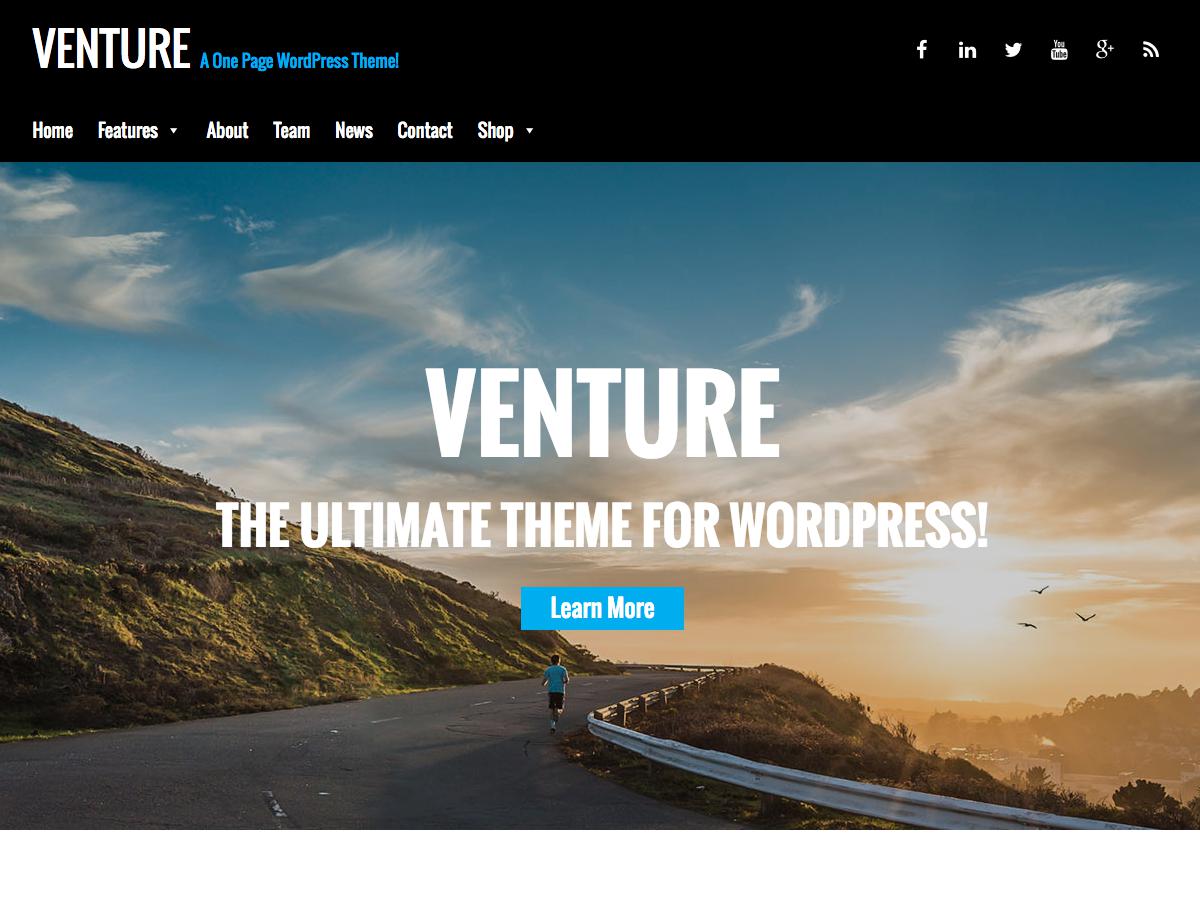 VENTURE A One Page WordPress Theme!
You
Tube
g+
Home Features About Team News Contact Shop
VENTURE
THE ULTIMATE THEME FOR WORDPRESS!
Learn More